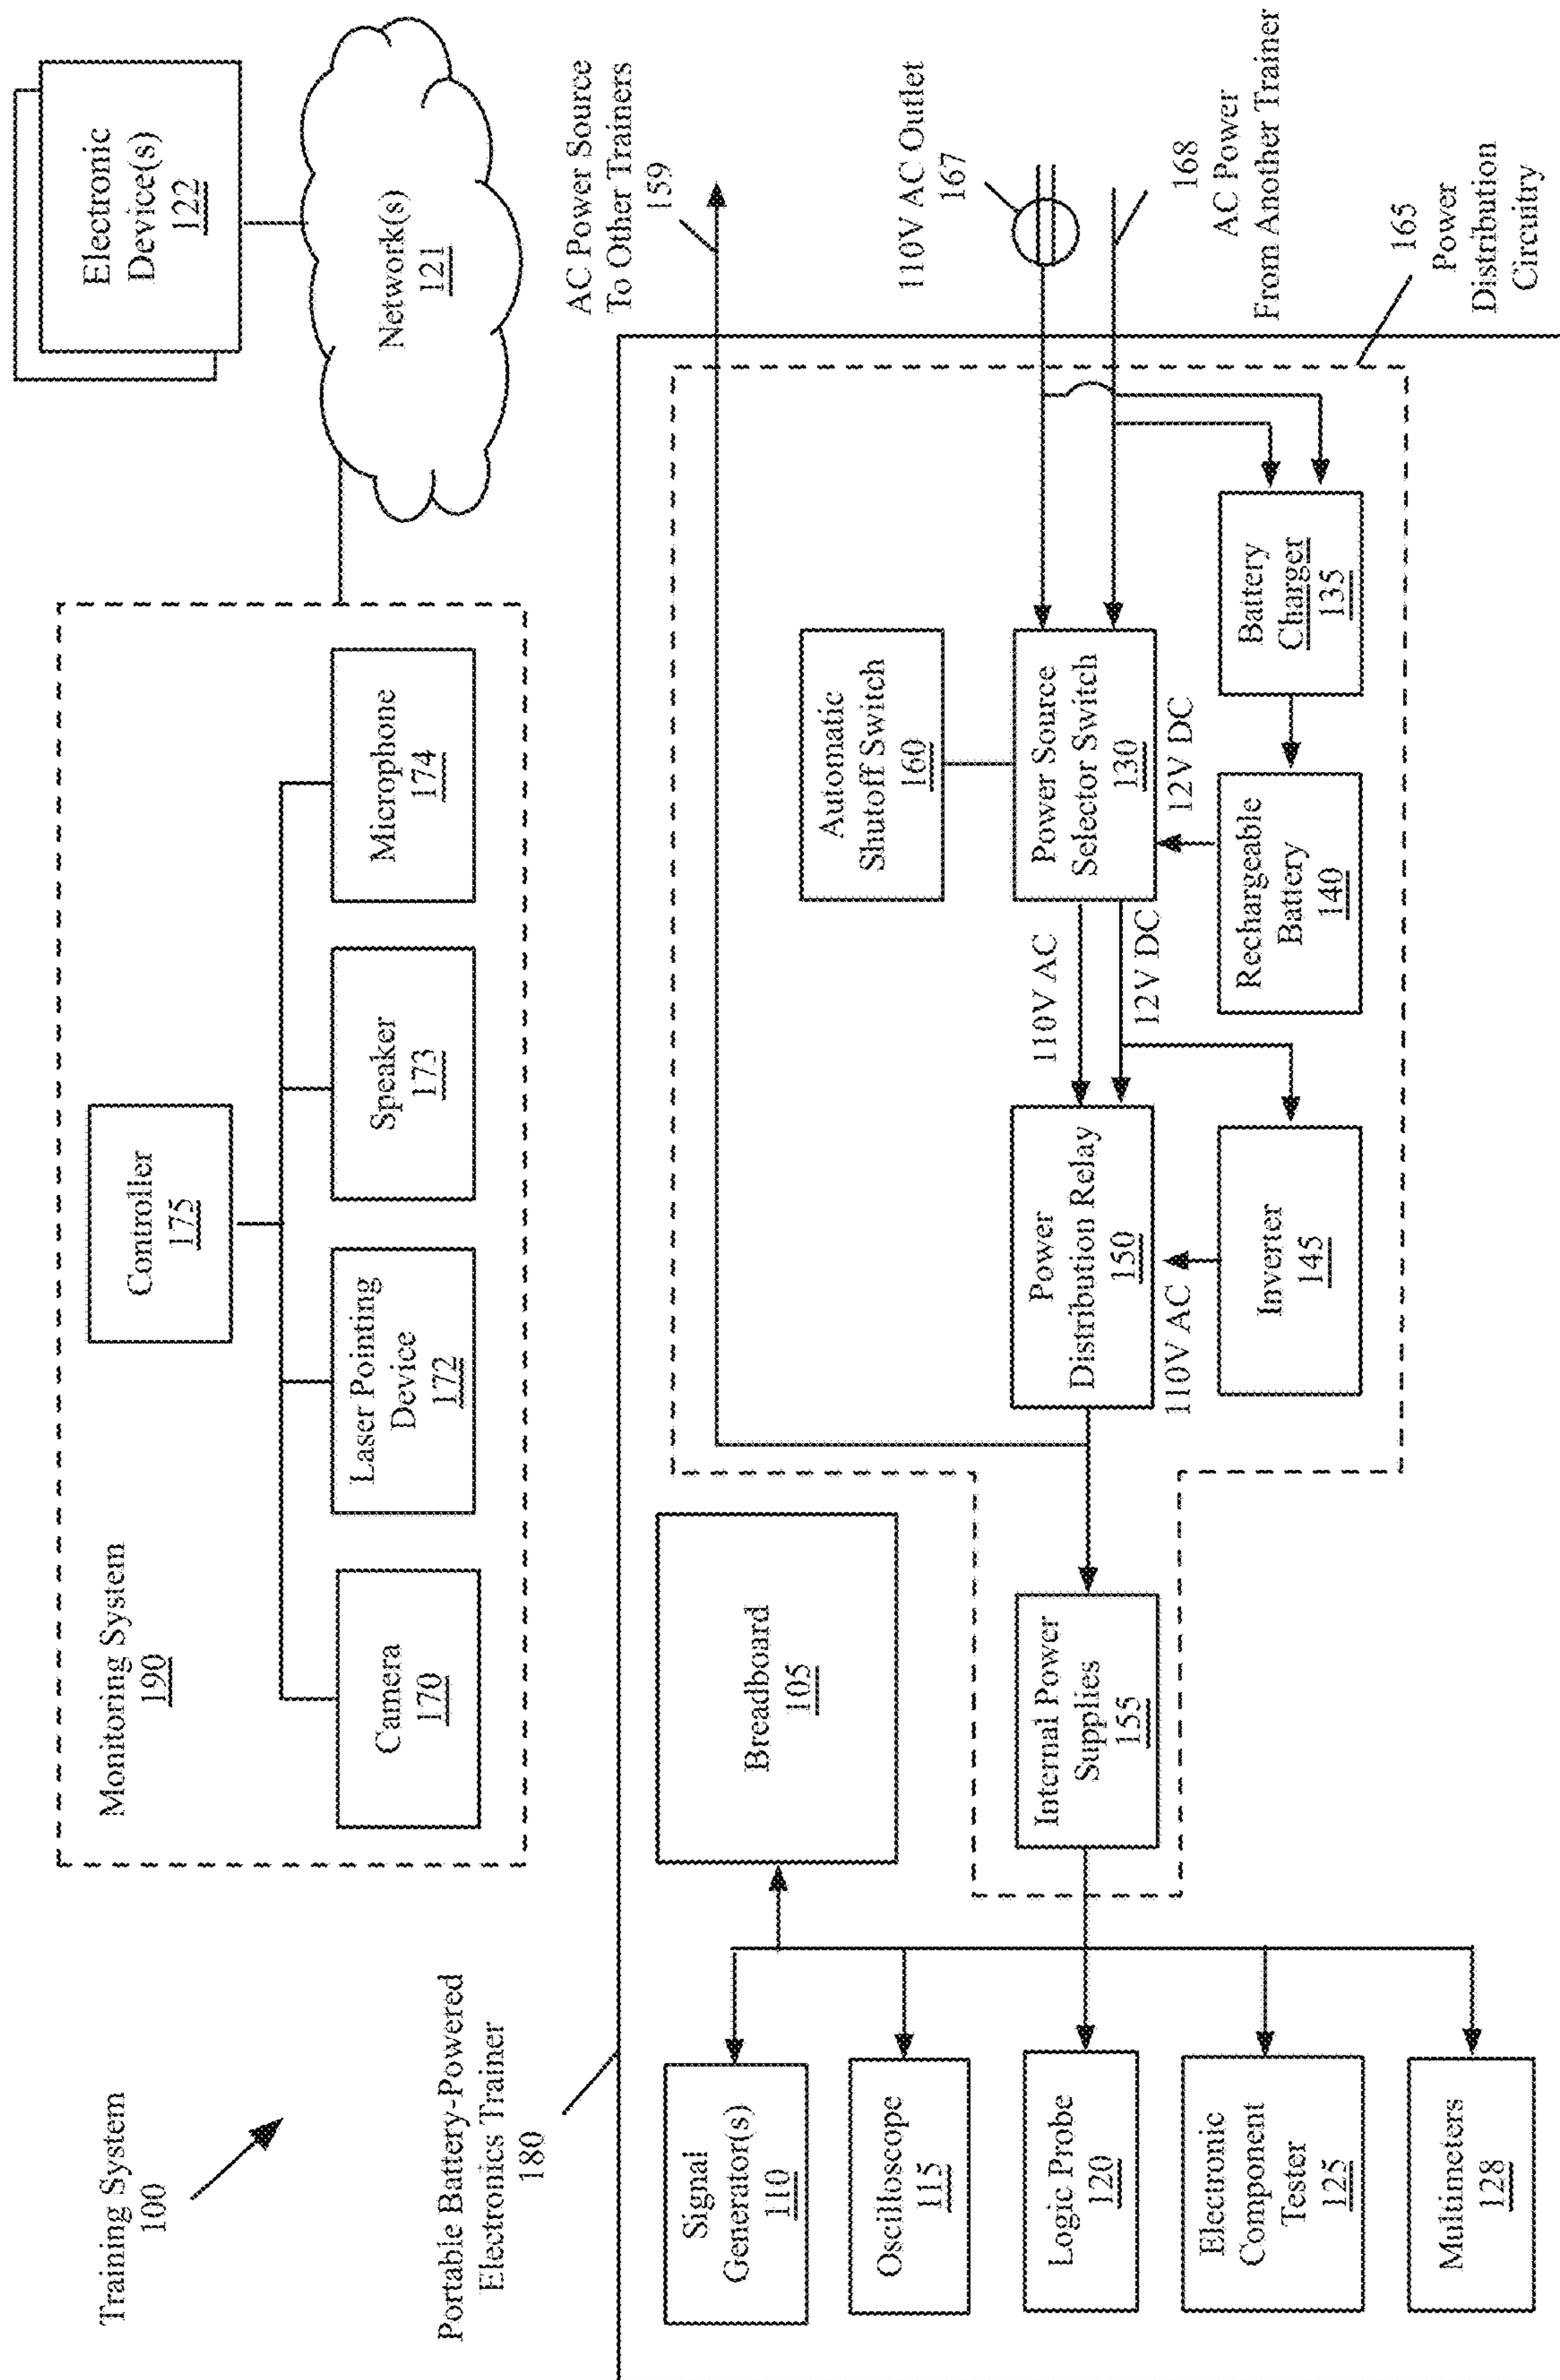 Training System
100
Monitoring System
190
Controller
175
Camera
170
Laser Pointing
Device
172
Speaker
173
Microphone
174
Electronic
Device(s)
122
Network(s)
121
Portable Battery-Powered
Electronics Trainer
180
AC Power Source
To Other Trainers
159
110V AC Outlet
167
168
AC Power
From Another Trainer
165
Power
Distribution
Circuitry
Signal
Generator(s)
110
Oscilloscope
115
Logic Probe
120
Electronic
Component
Tester
125
Multimeters
128
Breadboard
105
Internal Power
Supplies
155
Power
Distribution Relay
150
110V AC
Inverter
145
110V AC
12V DC
Automatic
Shutoff Switch
160
Power Source
Selector Switch
130
12V DC
Rechargeable
Battery
140
Battery
Charger
135